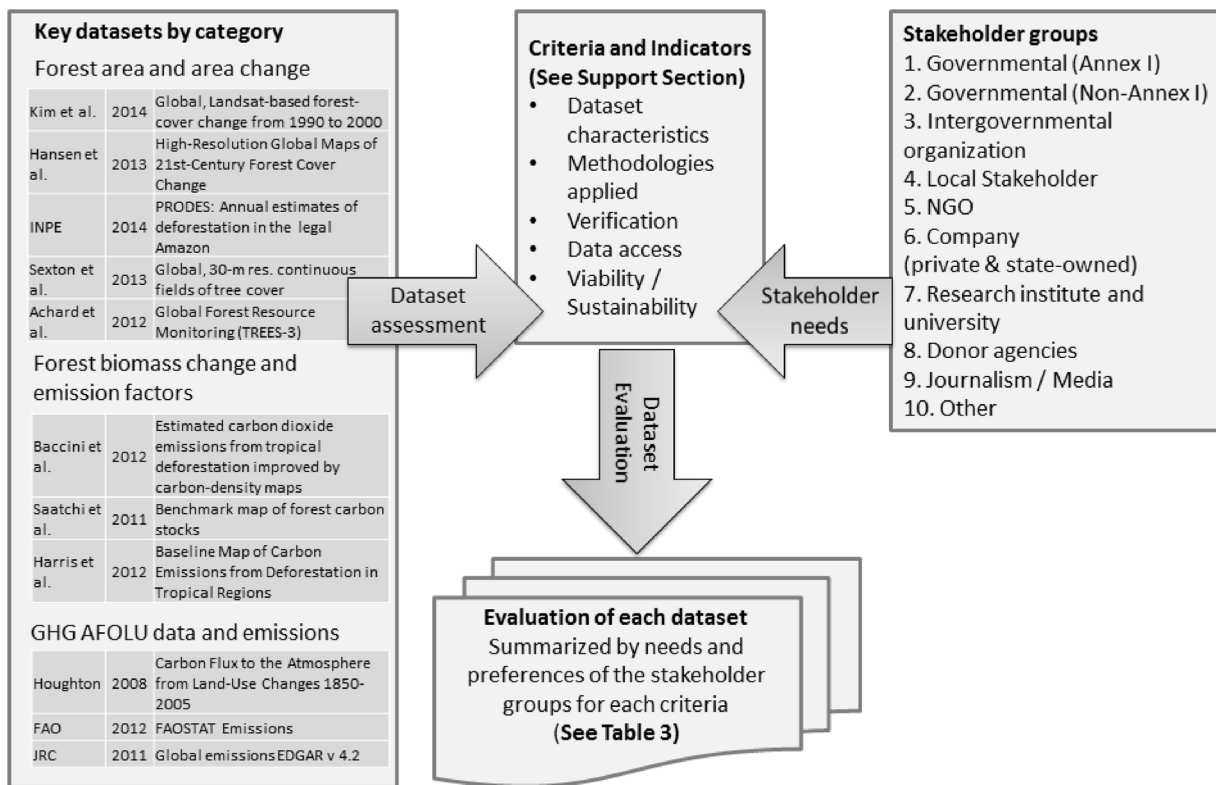 Key datasets by category
Forest area and area change
Kim et al. 2014 Global, Landsat-based forest-
cover change from 1990 to 2000
Hansen et
al. 2013 High-Resolution Global Maps of
21st-Century Forest Cover
Change
INPE 2014 PRODES: Annual estimates of
deforestation in the legal
Amazon
Sexton et
al. 2013 Global, 30-m res. continuous
fields of tree cover
Achard et
al. 2012 Global Forest Resource
Monitoring (TREES-3)
Forest biomass change and
emission factors
Baccini et
al. 2012 Estimated carbon dioxide
emissions from tropical
deforestation improved by
carbon-density maps
Saatchi et
al. 2011 Benchmark map of forest carbon
stocks
Harris et
al. 2012 Baseline Map of Carbon
Emissions from Deforestation in
Tropical Regions
GHG AFOLU data and emissions
Houghton 2008 Carbon Flux to the Atmosphere
from Land-Use Changes 1850-
2005
FAO 2012 FAOSTAT Emissions
JRC 2011 Global emissions EDGAR v 4.2
Dataset
assessment
Criteria and Indicators
(See Support Section)
• Dataset
characteristics
• Methodologies
applied
• Verification
• Data access
• Viability /
Sustainability
Stakeholder
needs
Stakeholder groups
1. Governmental (Annex I)
2. Governmental (Non-Annex I)
3. Intergovernmental
organization
4. Local Stakeholder
5. NGO
6. Company
(private & state-owned)
7. Research institute and
university
8. Donor agencies
9. Journalism / Media
10. Other
Dataset
Evaluation
Evaluation of each dataset
Summarized by needs and
preferences of the stakeholder
groups for each criteria
(See Table 3)